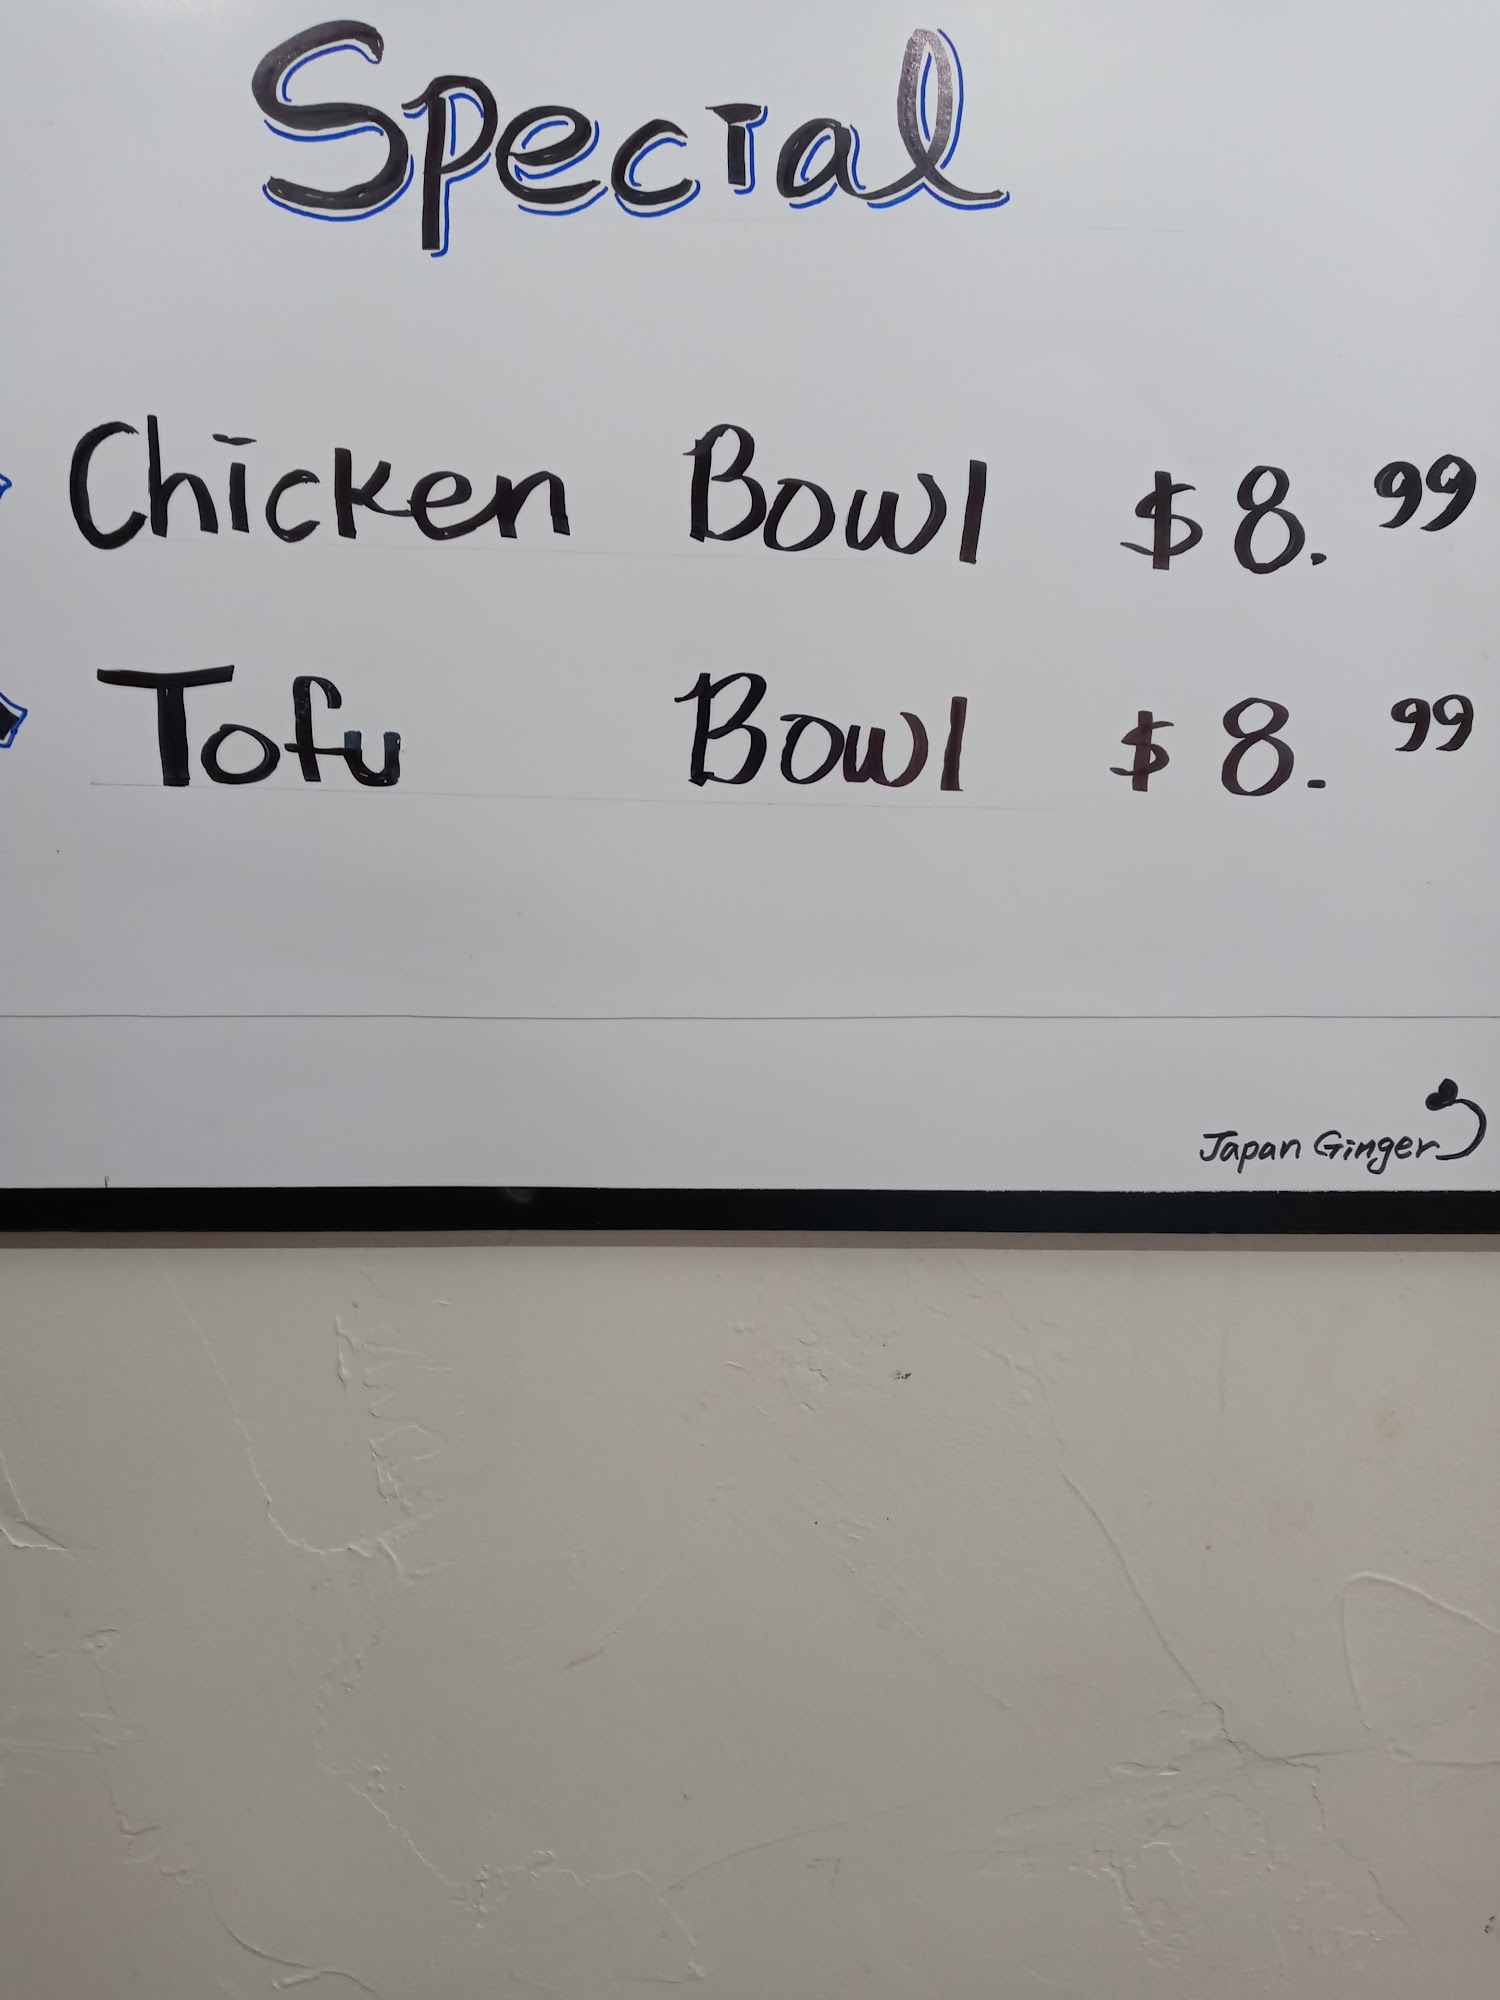 Special
Chicken Bowl $8.99
Tofu Bowl $8.99
Japan Ginger